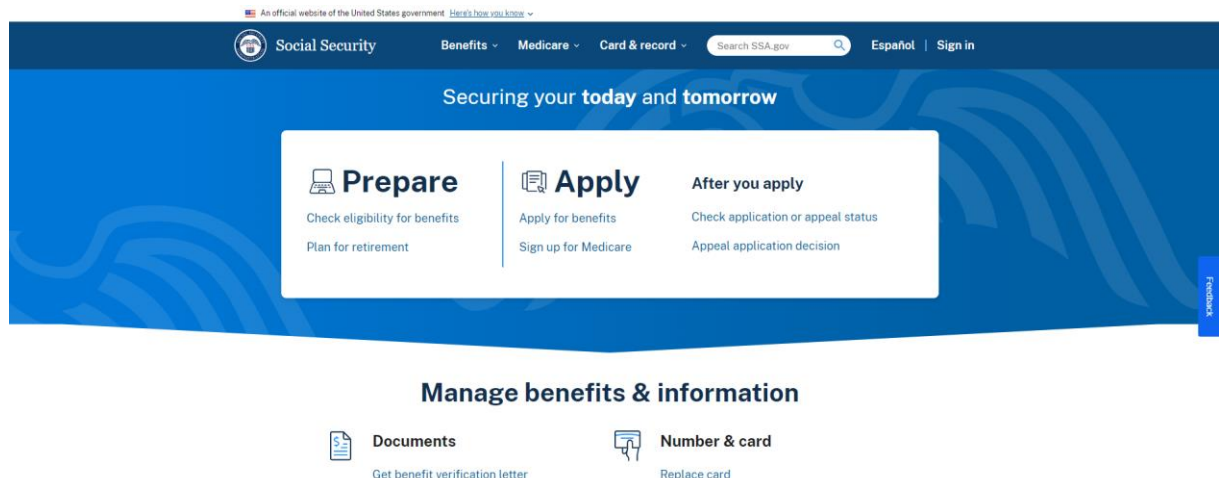 An official website of the United States government Here's how you know
Social Security Benefits Medicare Card & record Search SSA.gov Español | Sign in
Securing your today and tomorrow
Prepare
Check eligibility for benefits
Plan for retirement
Apply
Apply for benefits
Sign up for Medicare
After you apply
Check application or appeal status
Appeal application decision
Feedback
Manage benefits & information
Documents
Get benefit verification letter
Number & card
Replace card